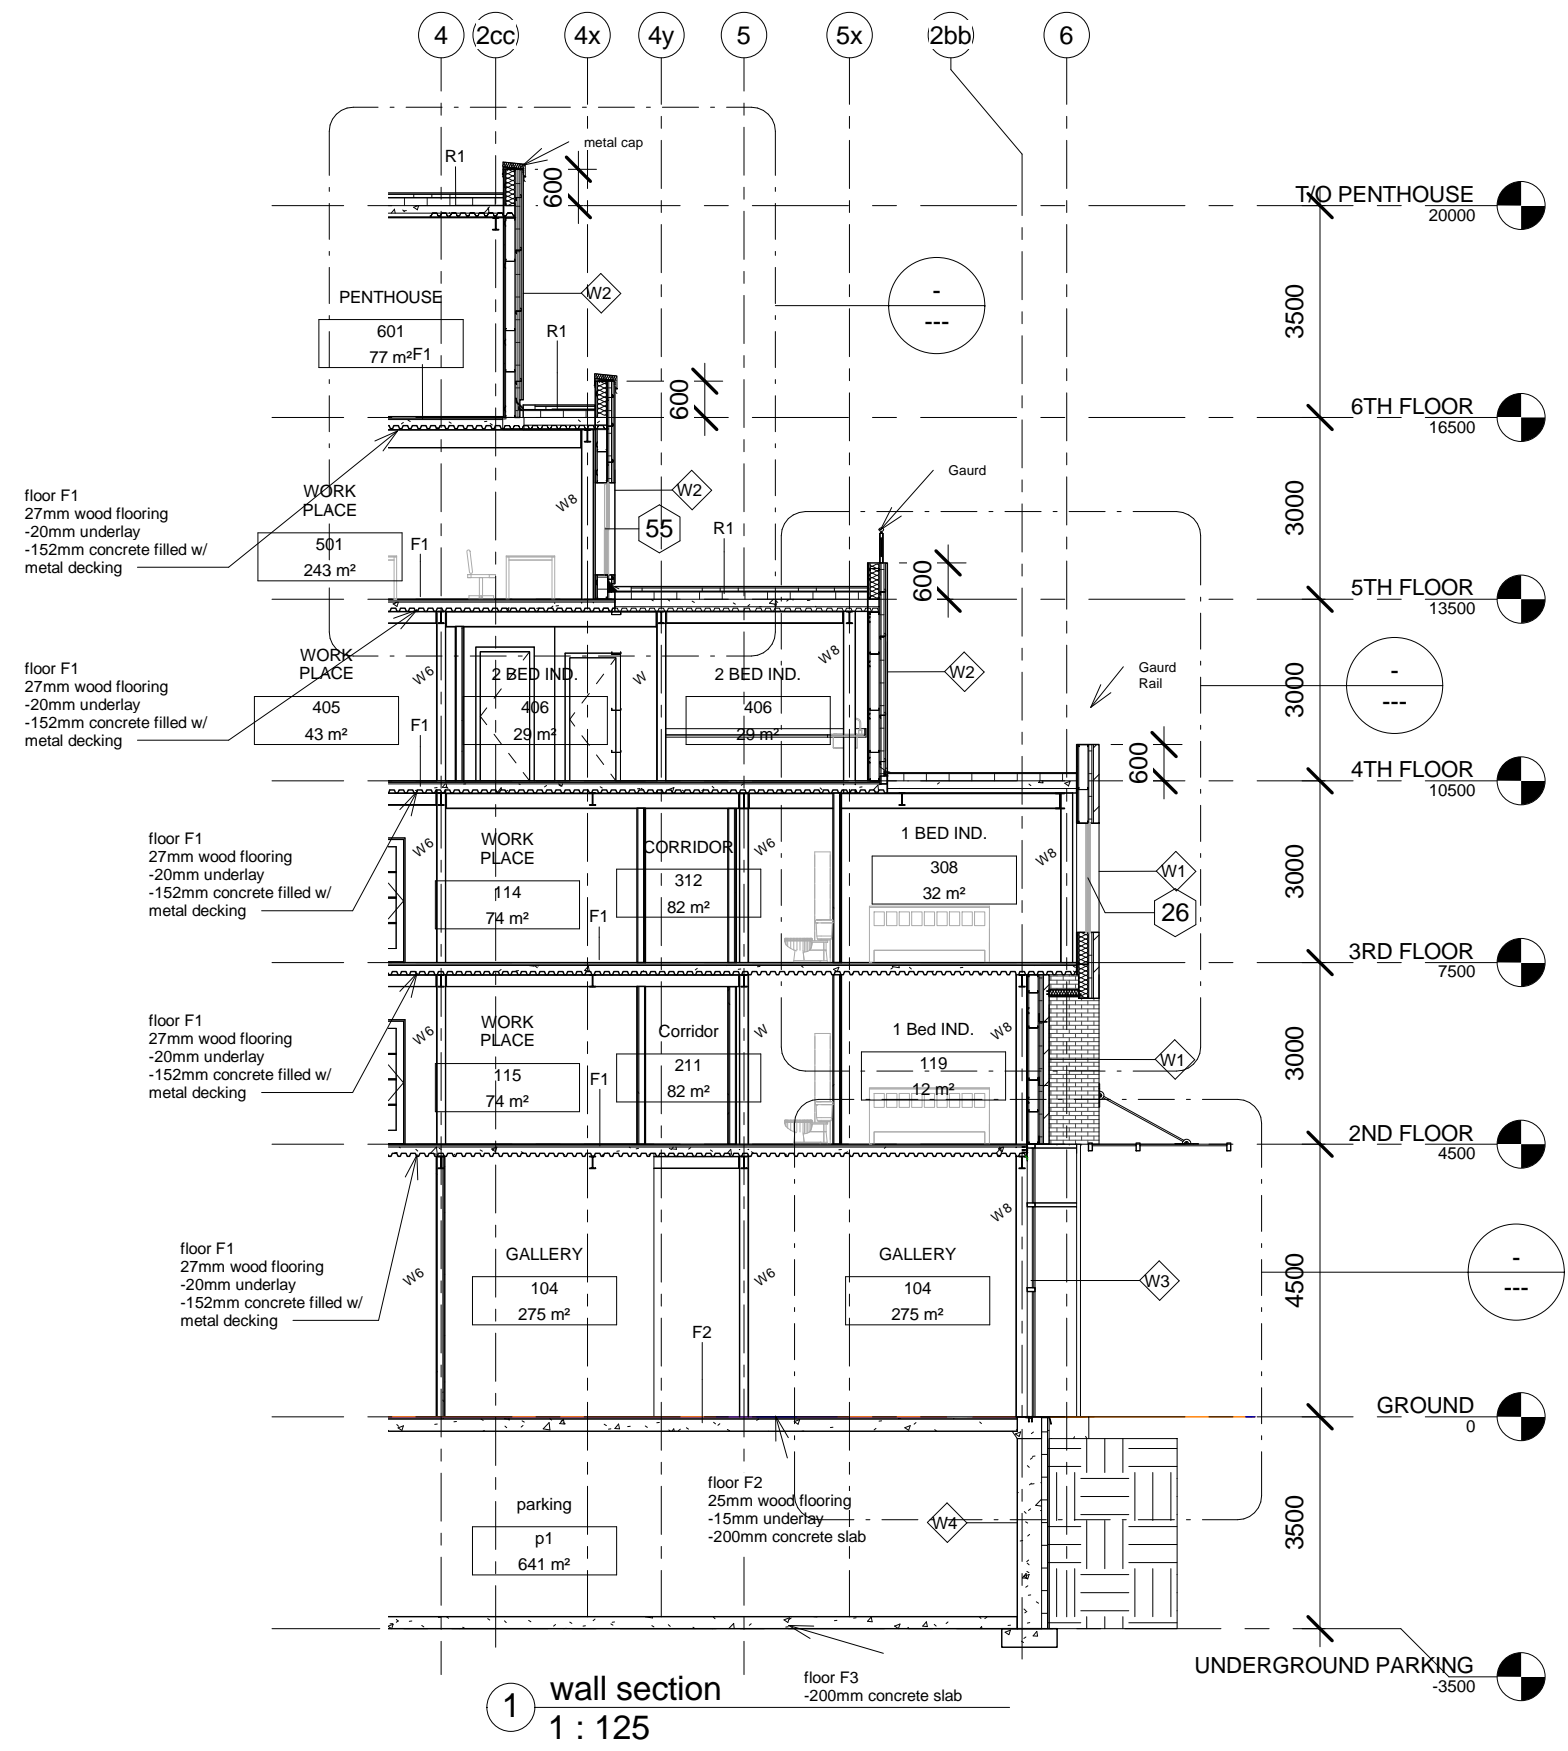 4
2cc
4x
4y
5
5x
2bb
6
metal cap
R1
600
T/O PENTHOUSE
20000
PENTHOUSE
601
77 m²
F1
W2
R1
-
---
3500
600
6TH FLOOR
16500
floor F1
27mm wood flooring
-20mm underlay
-152mm concrete filled w/
metal decking
WORK
PLACE
501
243 m²
F1
W8
W2
55
R1
Gaurd
3000
600
5TH FLOOR
13500
floor F1
27mm wood flooring
-20mm underlay
-152mm concrete filled w/
metal decking
WORK
PLACE
405
43 m²
F1
W6
2 BED IND.
406
29 m²
W
2 BED IND.
406
29 m²
W8
W2
Gaurd
Rail
-
---
3000
600
4TH FLOOR
10500
floor F1
27mm wood flooring
-20mm underlay
-152mm concrete filled w/
metal decking
W6
WORK
PLACE
114
74 m²
F1
CORRIDOR
312
82 m²
W6
1 BED IND.
308
32 m²
W8
W1
26
3000
3RD FLOOR
7500
floor F1
27mm wood flooring
-20mm underlay
-152mm concrete filled w/
metal decking
W6
WORK
PLACE
115
74 m²
F1
Corridor
211
82 m²
W
1 Bed IND.
119
12 m²
W8
W1
3000
2ND FLOOR
4500
floor F1
27mm wood flooring
-20mm underlay
-152mm concrete filled w/
metal decking
W6
GALLERY
104
275 m²
F2
W6
GALLERY
104
275 m²
W8
W3
4500
-
---
GROUND
0
parking
p1
641 m²
floor F2
25mm wood flooring
-15mm underlay
-200mm concrete slab
W4
3500
floor F3
-200mm concrete slab
UNDERGROUND PARKING
-3500
1
wall section
1 : 125